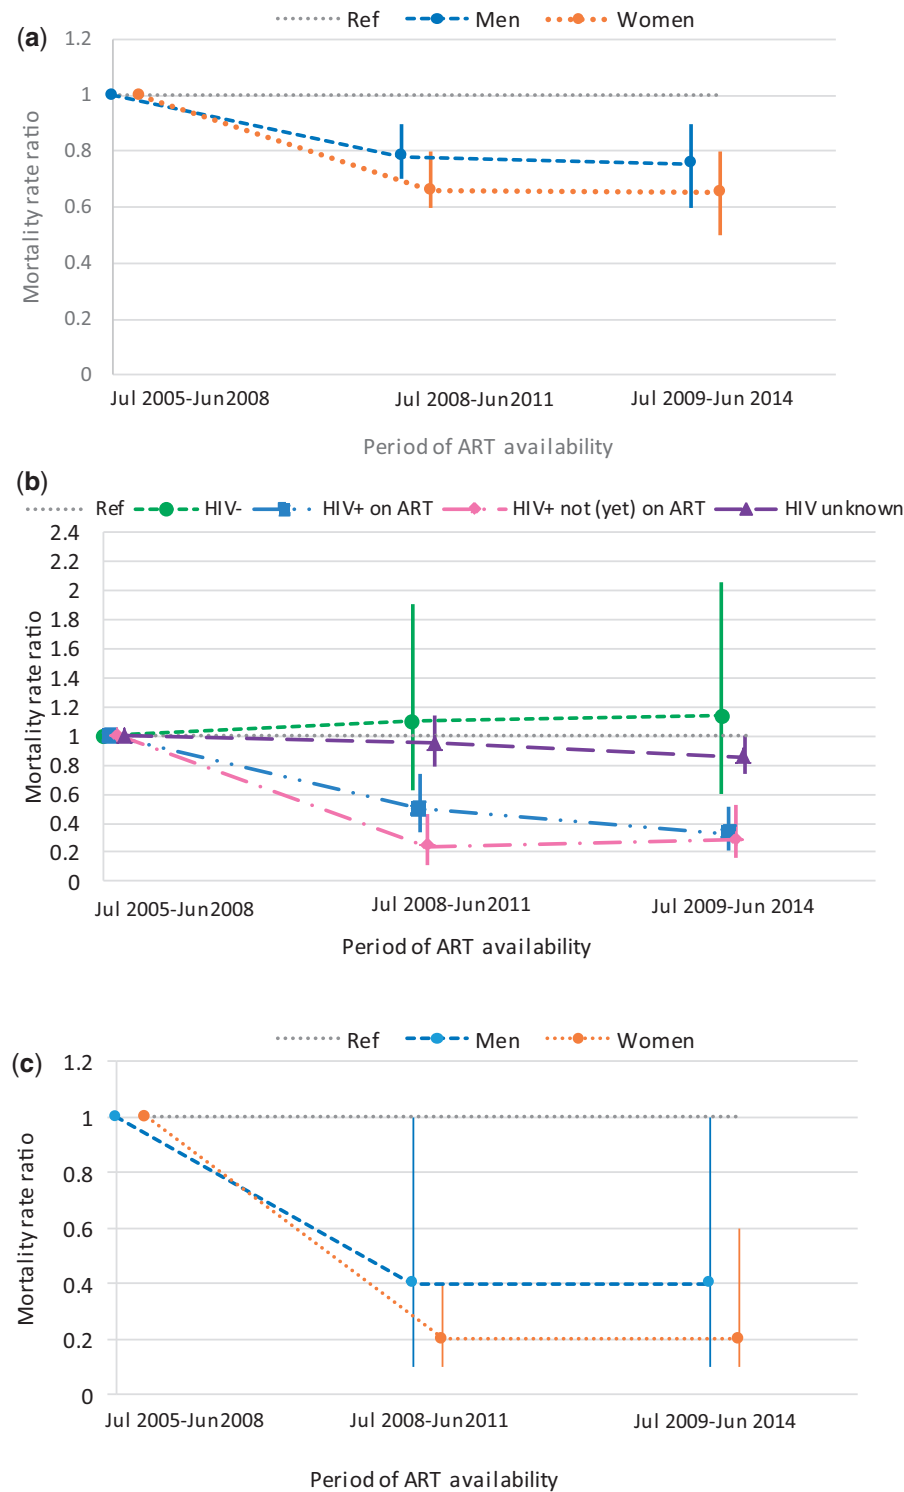 Ref Men Women
(a)
1.2
1
0.8
0.6
0.4
0.2
0
Mortality rate ratio
Jul 2005-Jun2008 Jul 2008-Jun2011 Jul 2009-Jun 2014
Period of ART availability
(b)
Ref HIV- HIV+ on ART HIV+ not (yet) on ART HIV unknown
2.4
2.2
2
1.8
1.6
1.4
1.2
1
0.8
0.6
0.4
0.2
0
Mortality rate ratio
Jul 2005-Jun2008 Jul 2008-Jun2011 Jul 2009-Jun 2014
Period of ART availability
Ref Men Women
(c)
1.2
1
0.8
0.6
0.4
0.2
0
Mortality rate ratio
Jul 2005-Jun2008 Jul 2008-Jun2011 Jul 2009-Jun 2014
Period of ART availability